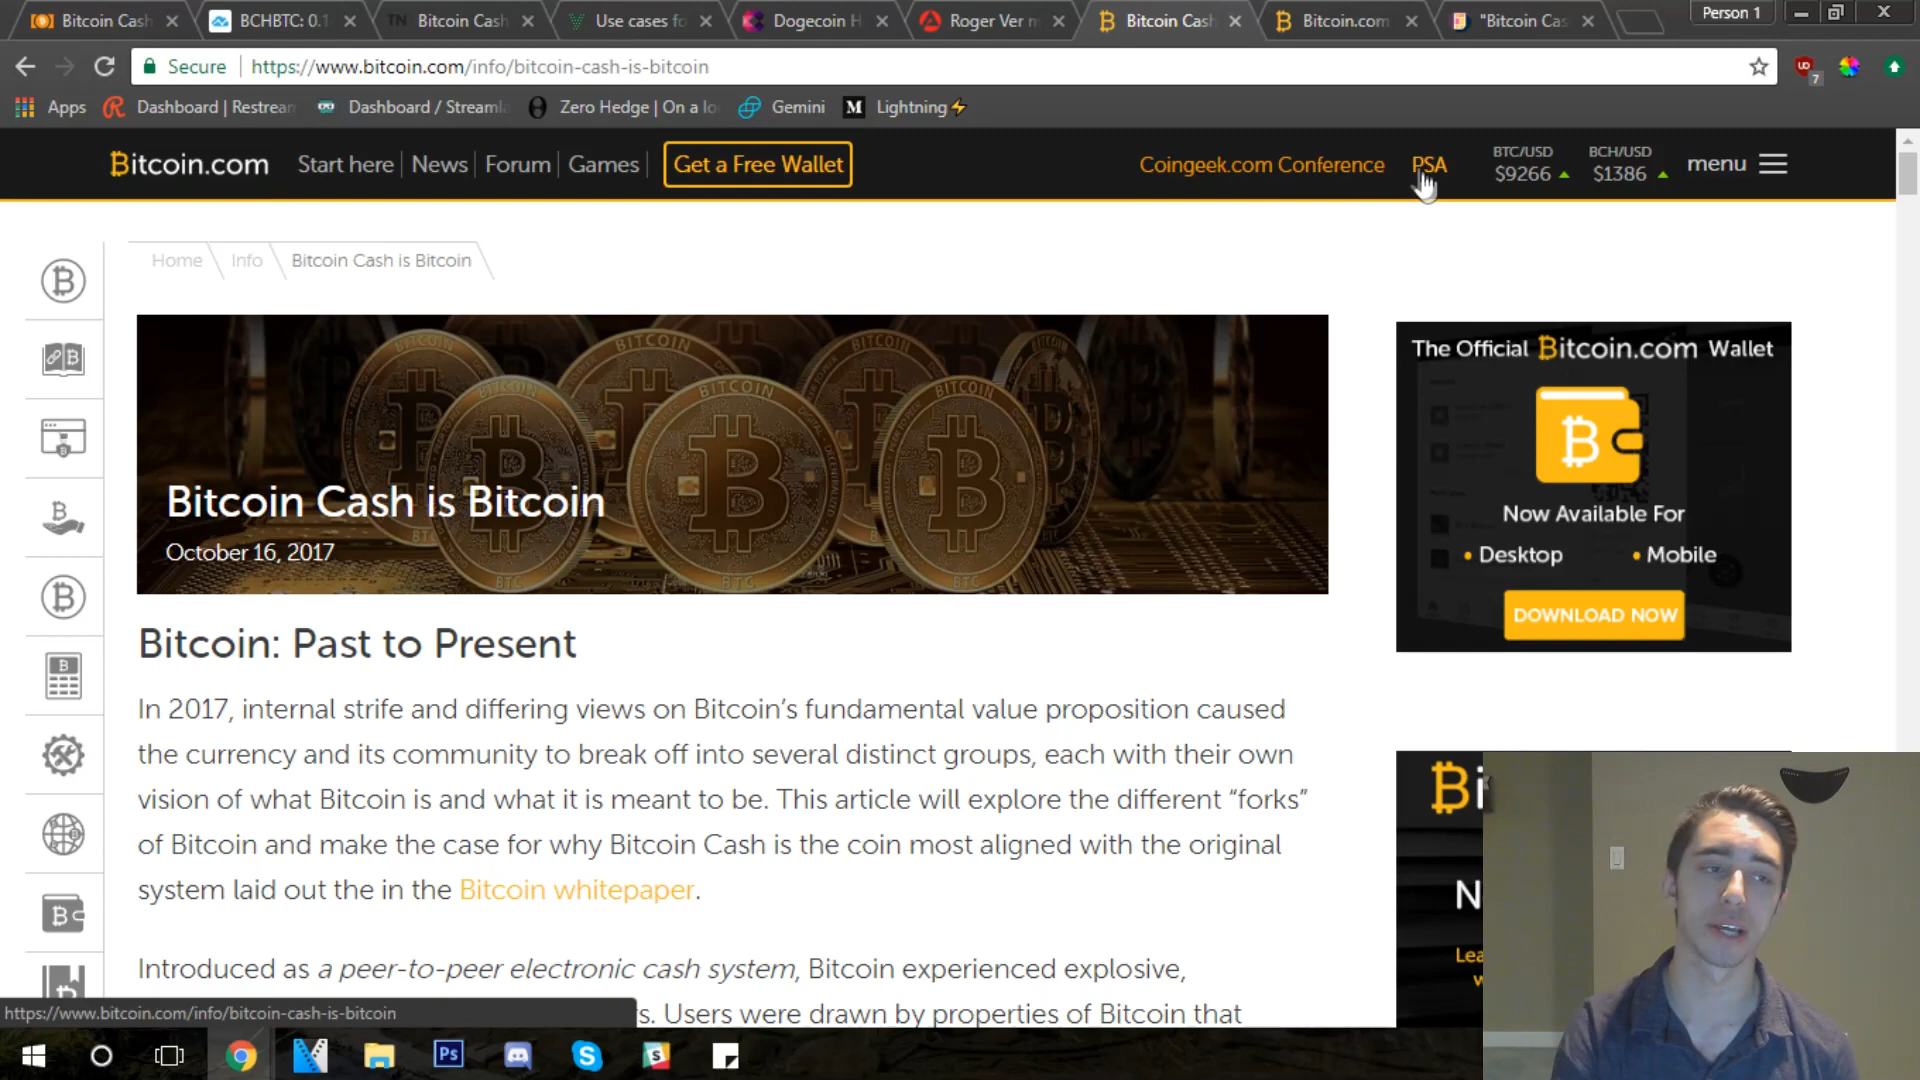 Bitcoin Cash
BCHBTC: 0.1
TN Bitcoin Cash
Use cases fo
Dogecoin H
Roger Ver m
Bitcoin Cash
Bitcoin.com
"Bitcoin Cas
Person 1
Secure
https://www.bitcoin.com/info/bitcoin-cash-is-bitcoin
7
Apps
Dashboard | Restream
Dashboard / Streamla
Zero Hedge | On a lo
Gemini
M Lightning⚡
Bitcoin.com
Start here
News
Forum
Games
Get a Free Wallet
Coingeek.com Conference
PSA
BTC/USD
$9266
BCH/USD
$1386
menu
Home
Info
Bitcoin Cash is Bitcoin
Bitcoin Cash is Bitcoin
October 16, 2017
The Official Bitcoin.com Wallet
Now Available For
• Desktop
• Mobile
DOWNLOAD NOW
Bitcoin: Past to Present
In 2017, internal strife and differing views on Bitcoin’s fundamental value proposition caused
the currency and its community to break off into several distinct groups, each with their own
vision of what Bitcoin is and what it is meant to be. This article will explore the different “forks”
of Bitcoin and make the case for why Bitcoin Cash is the coin most aligned with the original
system laid out the in the Bitcoin whitepaper.
Introduced as a peer-to-peer electronic cash system, Bitcoin experienced explosive,
s. Users were drawn by properties of Bitcoin that
https://www.bitcoin.com/info/bitcoin-cash-is-bitcoin
Bi
N
Lea
w
Ps